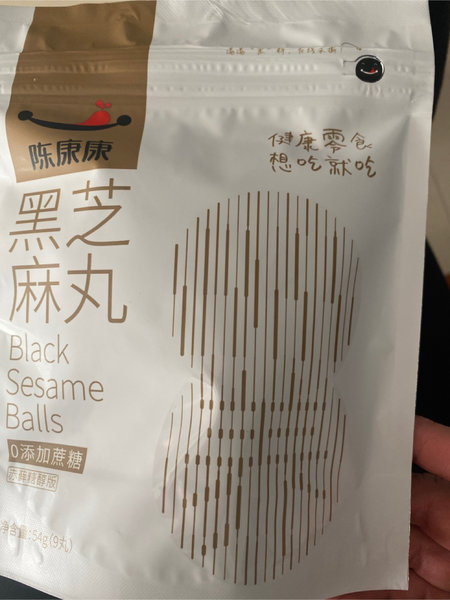 陈康康
健康零食
想吃就吃
黑芝
麻丸
Black
Sesame
Balls
0添加蔗糖
净含量:54g(9丸)